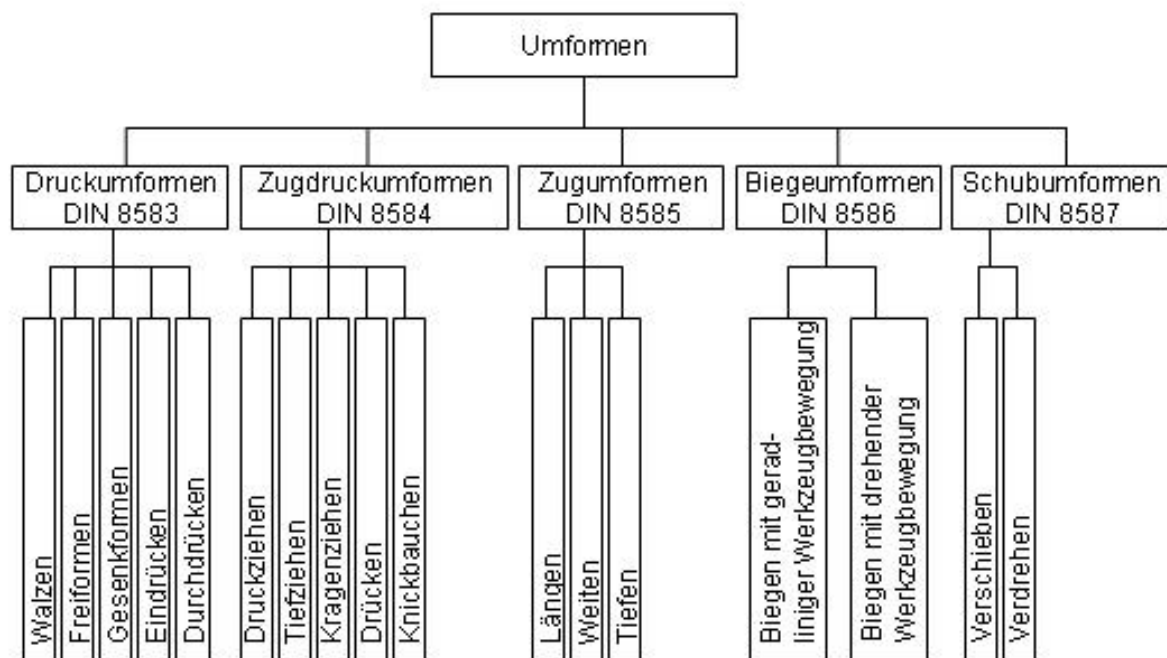 Umformen
Druckumformen
DIN 8583
Zugdruckumformen
DIN 8584
Zugumformen
DIN 8585
Biegeumformen
DIN 8586
Schubumformen
DIN 8587
Walzen
Freiformen
Gesenkformen
Eindrücken
Durchdrücken
Druckziehen
Tiefziehen
Kragenziehen
Drücken
Knickbauchen
Längen
Weiten
Tiefen
Biegen mit gerad-
liniger Werkzeugbewegung
Biegen mit drehender
Werkzeugbewegung
Verschieben
Verdrehen